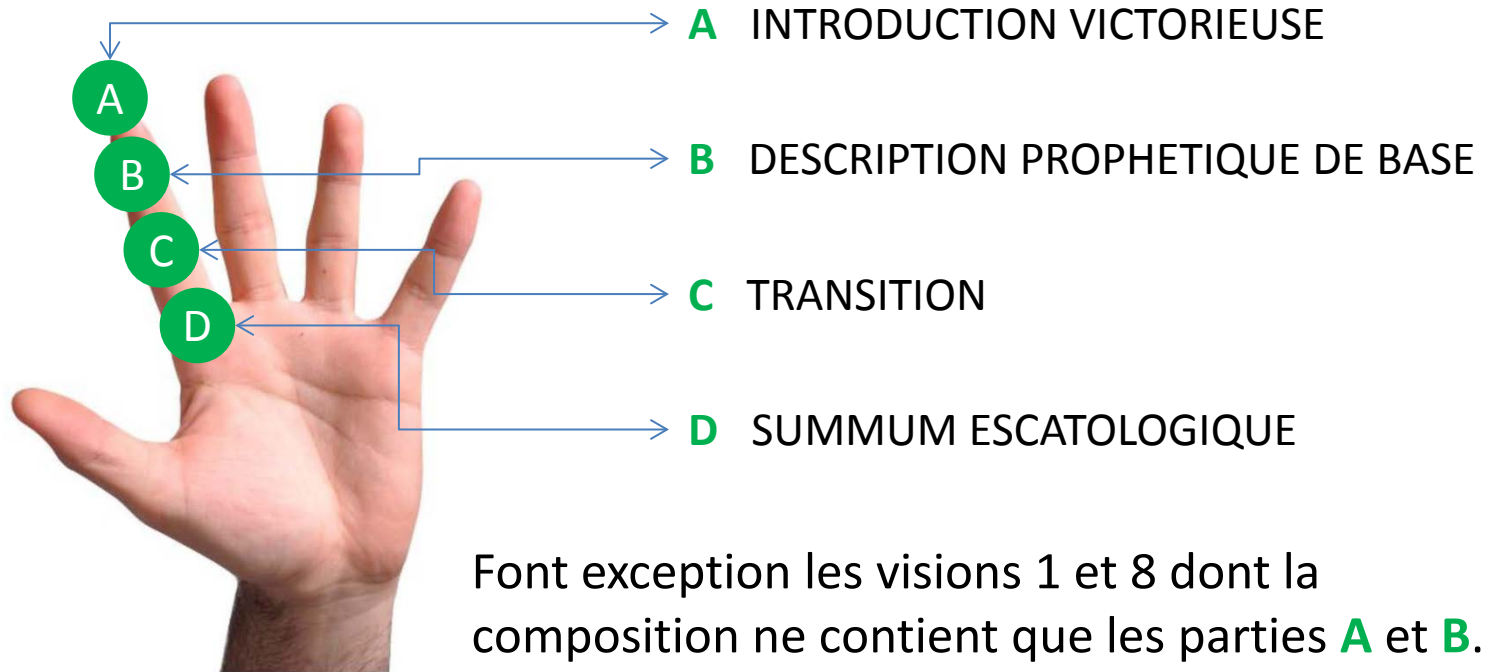 A INTRODUCTION VICTORIEUSE
A
B DESCRIPTION PROPHETIQUE DE BASE
B
C
C TRANSITION
D
D SUMMUM ESCATOLOGIQUE
Font exception les visions 1 et 8 dont la
composition ne contient que les parties A et B.